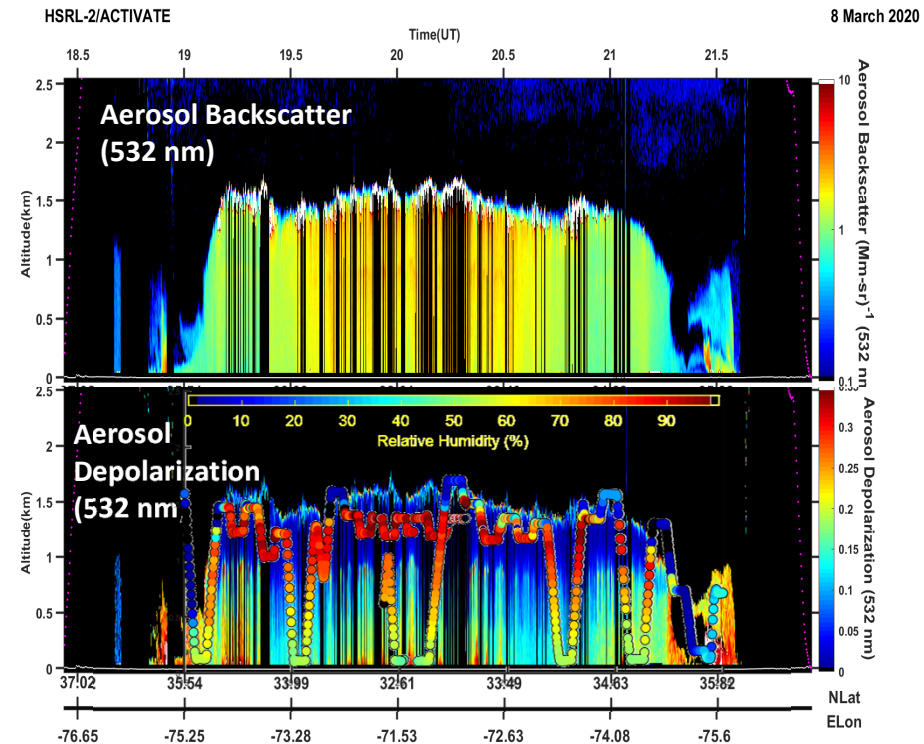 HSRL-2/ACTIVATE
8 March 2020
Time(UT)
18.5 19 19.5 20 20.5 21 21.5
Aerosol Backscatter
(532 nm)
2.5
2
1.5
1
0.5
0
Altitude(km)
10
1
0.1
Aerosol Backscatter (Mm-sr)-1 (532 nm
0 10 20 30 40 50 60 70 80 90
Relative Humidity (%)
Aerosol
Depolarization
(532 nm
2.5
2
1.5
1
0.5
0
Altitude(km)
0.3
0.25
0.2
0.15
0.1
0.05
0
Aerosol Depolarization (532 nm)
37.02 35.54 33.99 32.61 33.49 34.63 35.82
NLat
ELon
-76.65 -75.25 -73.28 -71.53 -72.63 -74.08 -75.6